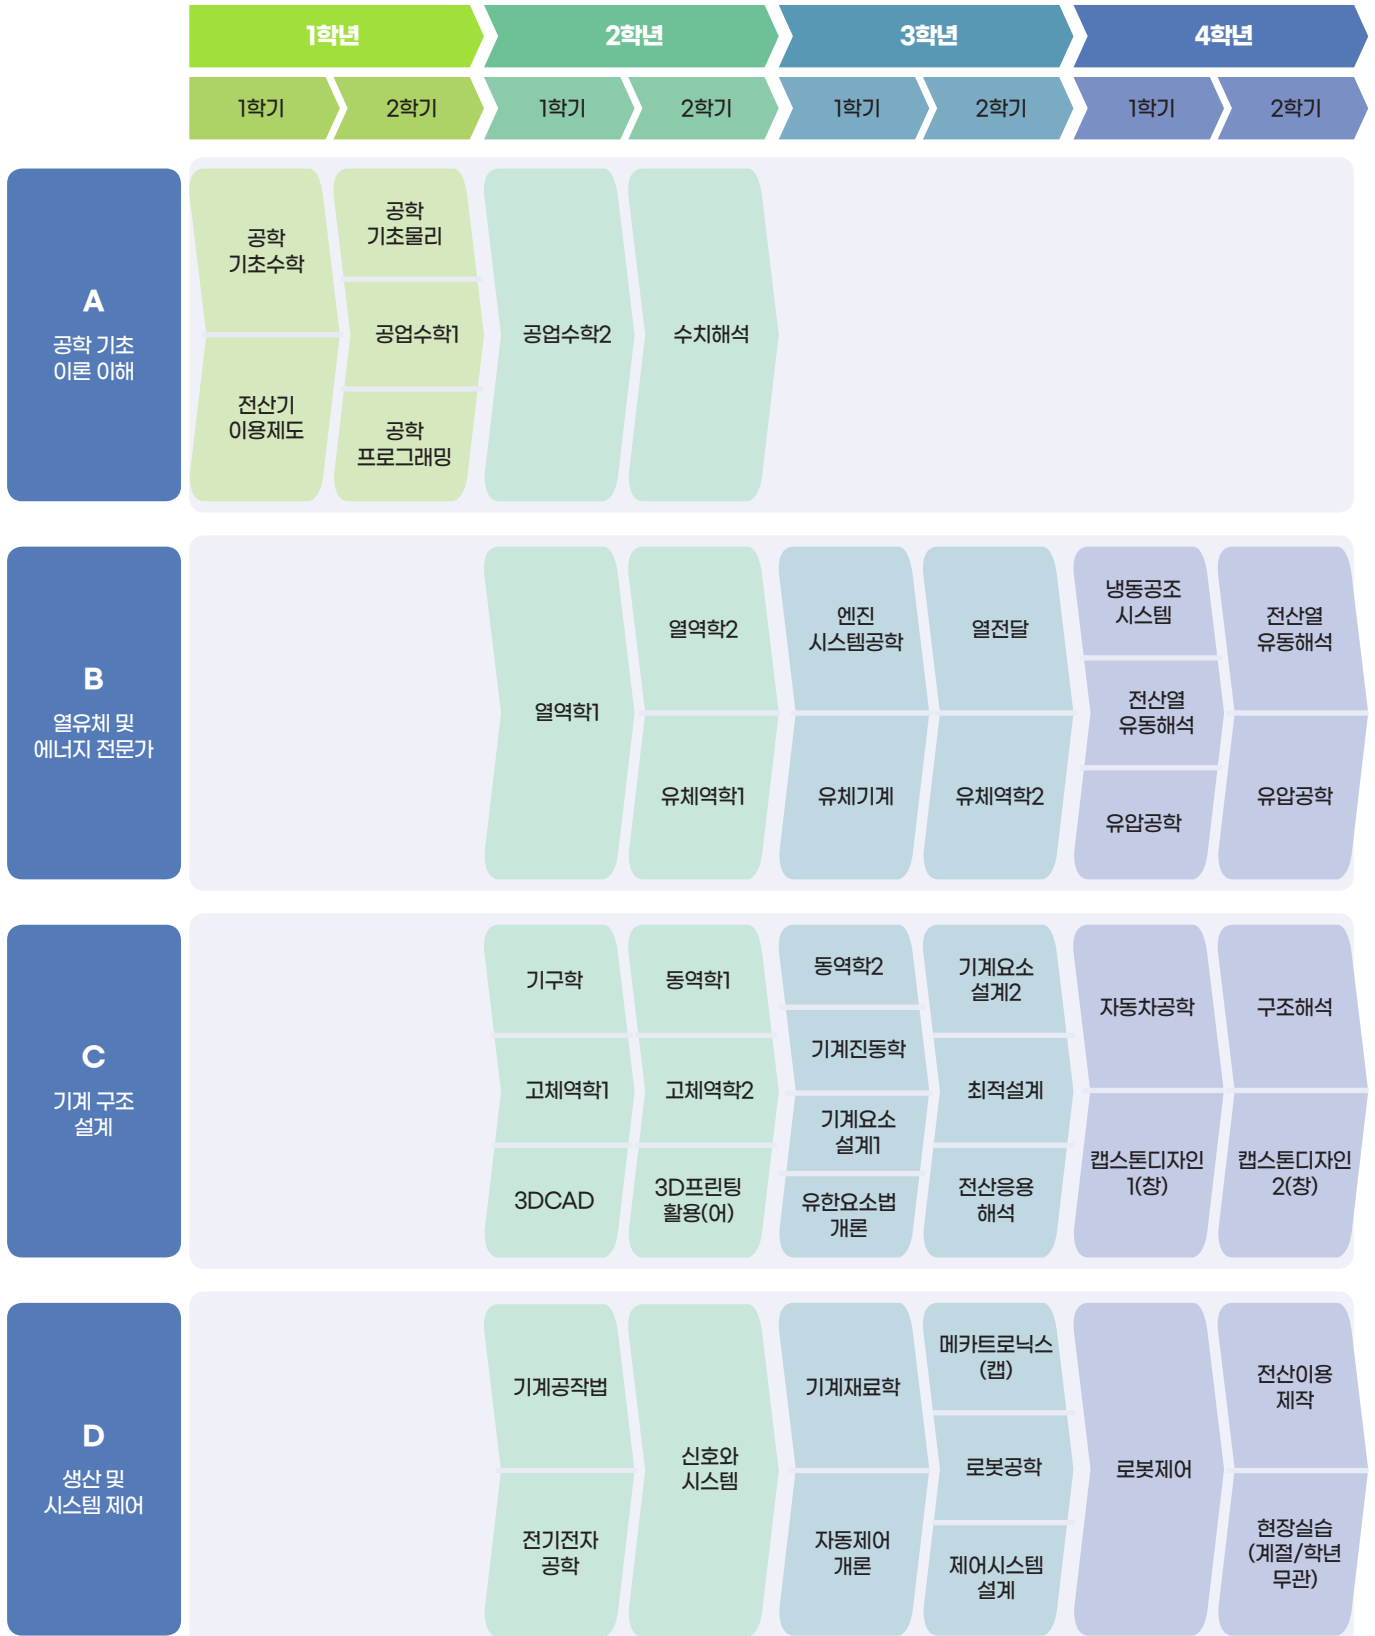 1학년
2학년
3학년
4학년
1학기
2학기
1학기
2학기
1학기
2학기
1학기
2학기
A
공학 기초
이론 이해
공학
기초수학
전산기
이용제도
공학
기초물리
공업수학1
공학
프로그래밍
공업수학2
수치해석
B
열유체 및
에너지 전문가
열역학1
열역학2
유체역학1
엔진
시스템공학
유체기계
열전달
유체역학2
냉동공조
시스템
전산열
유동해석
유압공학
전산열
유동해석
유압공학
C
기계 구조
설계
기구학
고체역학1
3DCAD
동역학1
고체역학2
3D프린팅
활용(어)
동역학2
기계진동학
기계요소
설계1
유한요소법
개론
기계요소
설계2
최적설계
전산응용
해석
자동차공학
캡스톤디자인
1(창)
구조해석
캡스톤디자인
2(창)
D
생산 및
시스템 제어
기계공작법
전기전자
공학
신호와
시스템
기계재료학
자동제어
개론
메카트로닉스
(캡)
로봇공학
제어시스템
설계
로봇제어
전산이용
제작
현장실습
(계절/학년
무관)